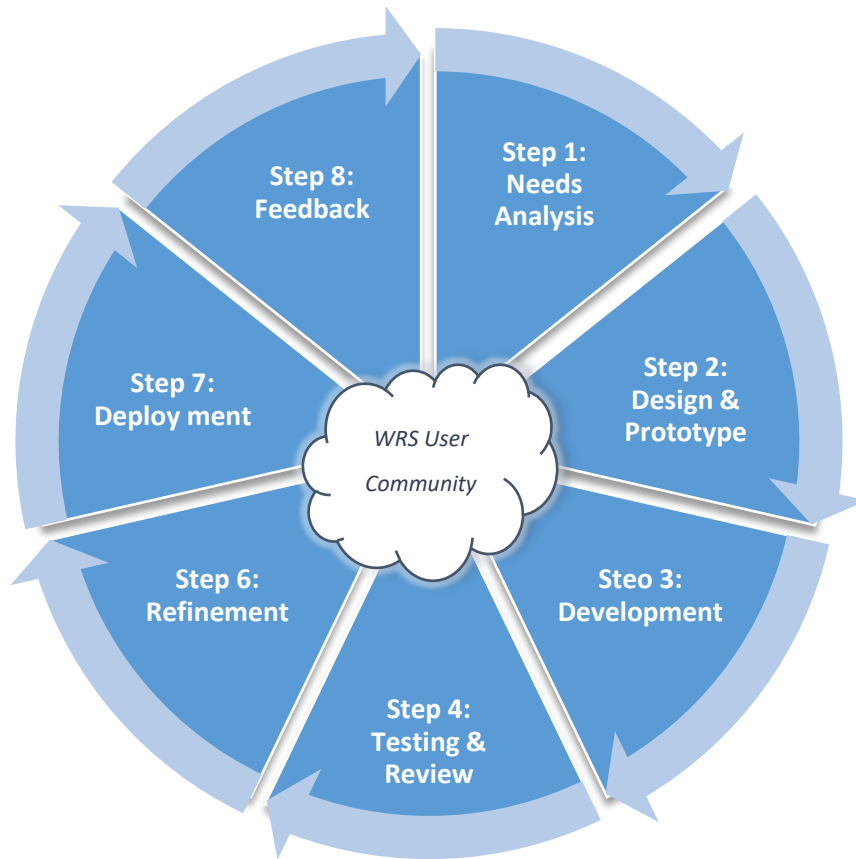 Step 1:
Needs
Analysis
Step 2:
Design &
Prototype
Steo 3:
Development
Step 4:
Testing &
Review
Step 6:
Refinement
Step 7:
Deploy ment
Step 8:
Feedback
WRS User
Community